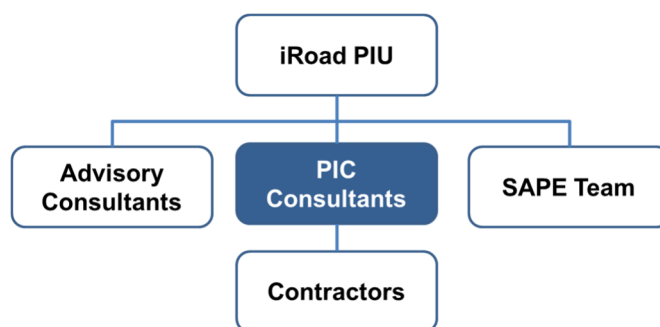 iRoad PIU
Advisory
Consultants
PIC
Consultants
SAPE Team
Contractors